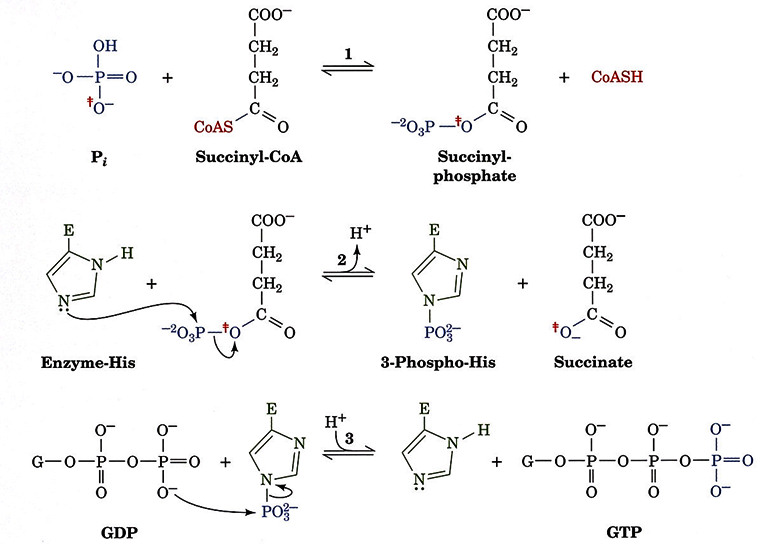 COO⁻ COO⁻
OH CH₂ CH₂
⁻O—P=O + CH₂ 1 CH₂ + CoASH
‡O⁻ C C
CoAS O ⁻²O₃P—‡O O
Pᵢ Succinyl-CoA Succinyl-
phosphate
COO⁻ H⁺ COO⁻
E H CH₂ 2 E CH₂
N + CH₂ N + CH₂
N: C N C
⁻²O₃P—‡O O PO₃²⁻ ‡O₋ O
Enzyme-His 3-Phospho-His Succinate
E H⁺ E
O⁻ O⁻ N 3 N H O⁻ O⁻ O⁻
G—O—P—O—P=O + + G—O—P—O—P—O—P=O
O O⁻ N N: O O O⁻
PO₃²⁻
GDP GTP